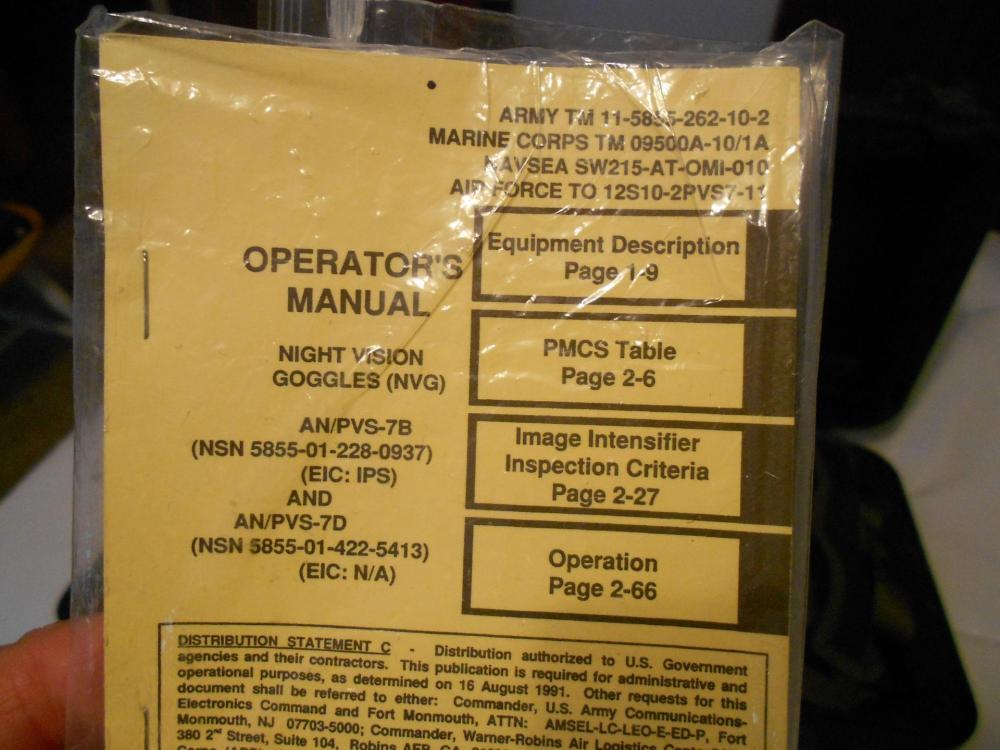 ARMY TM 11-5855-262-10-2
MARINE CORPS TM 09500A-10/1A
NAVSEA SW215-AT-OMI-010
AIR FORCE TO 12S10-2PVS7-11
OPERATOR'S
MANUAL
NIGHT VISION
GOGGLES (NVG)
AN/PVS-7B
(NSN 5855-01-228-0937)
(EIC: IPS)
AND
AN/PVS-7D
(NSN 5855-01-422-5413)
(EIC: N/A)
Equipment Description
Page 1-9
PMCS Table
Page 2-6
Image Intensifier
Inspection Criteria
Page 2-27
Operation
Page 2-66
DISTRIBUTION STATEMENT C - Distribution authorized to U.S. Government
agencies and their contractors. This publication is required for administrative and
operational purposes, as determined on 16 August 1991. Other requests for this
document shall be referred to either: Commander, U.S. Army Communications-
Electronics Command and Fort Monmouth, ATTN: AMSEL-LC-LEO-E-ED-P, Fort
Monmouth, NJ 07703-5000; Commander, Warner-Robins Air Logistics
380 2nd Street, Suite 104, Robins AFB, GA